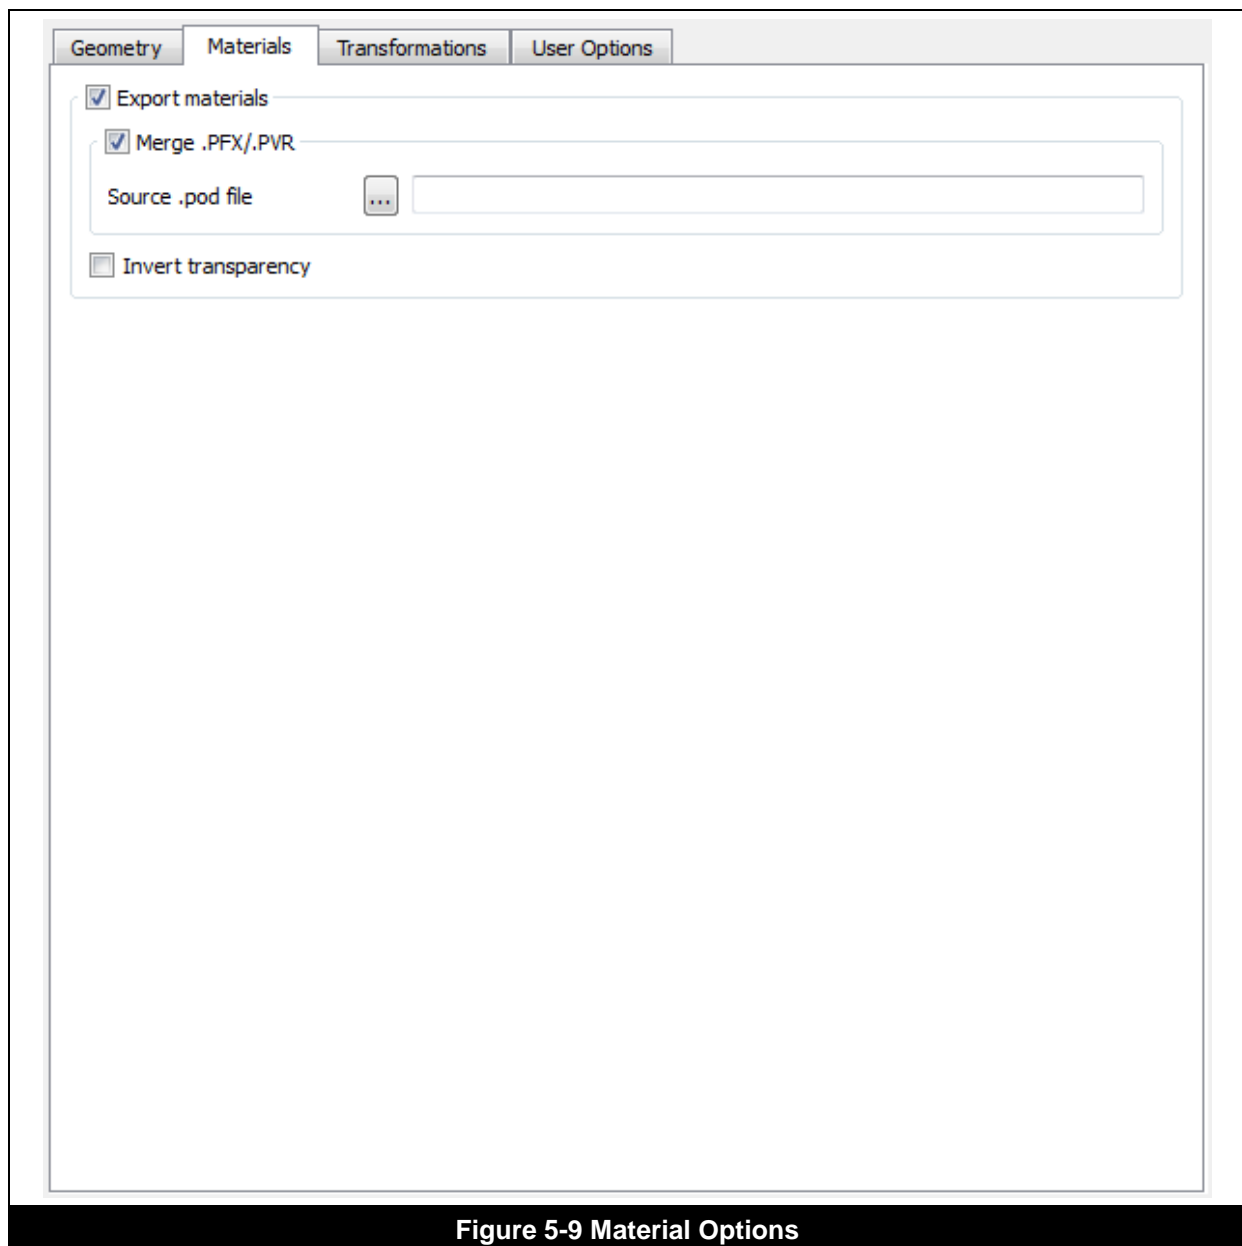 Geometry Materials Transformations User Options
Export materials
Merge .PFX/.PVR
Source .pod file ...
Invert transparency
Figure 5-9 Material Options